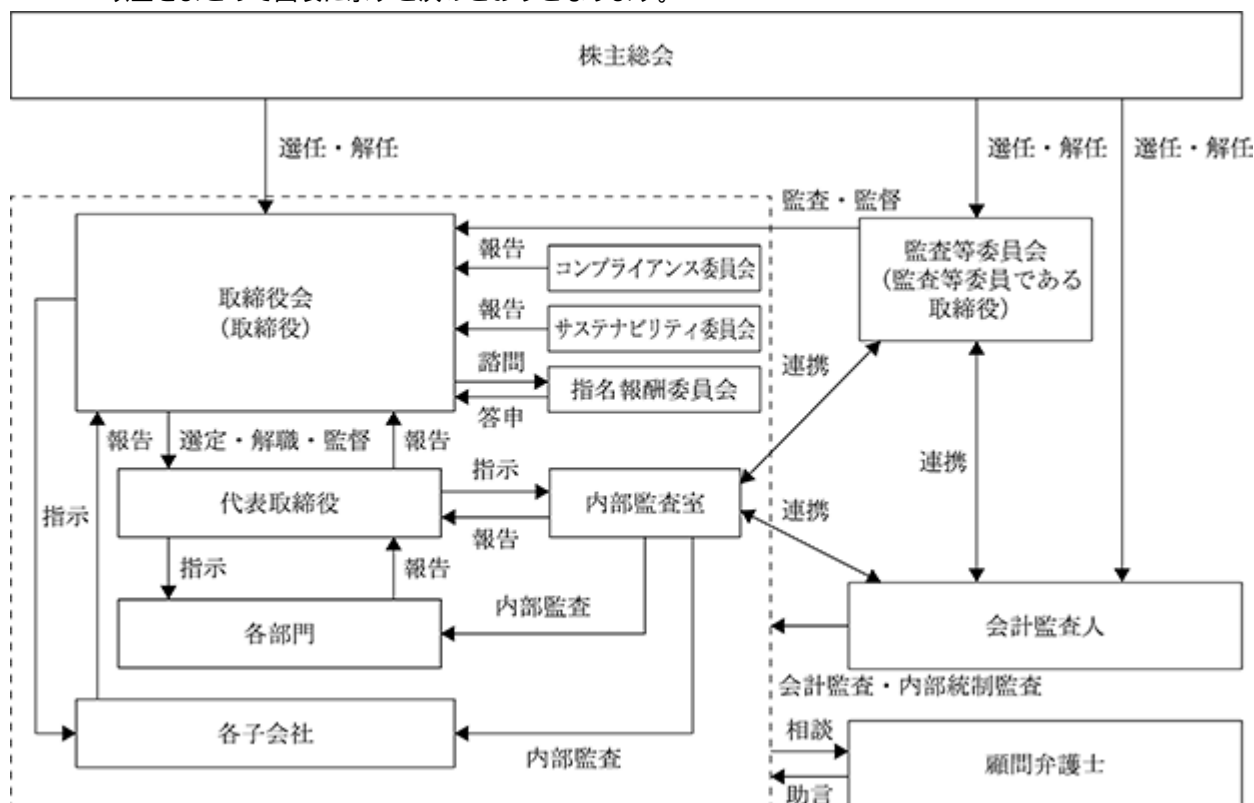 株主総会
選任・解任
選任・解任
選任・解任
監査・監督
監査等委員会
(監査等委員である
取締役)
取締役会
(取締役)
報告
コンプライアンス委員会
報告
サステナビリティ委員会
諮問
指名報酬委員会
答申
連携
報告
選定・解職・監督
報告
連携
指示
代表取締役
指示
内部監査室
報告
連携
指示
報告
内部監査
各部門
会計監査人
会計監査・内部統制監査
各子会社
内部監査
相談
顧問弁護士
助言